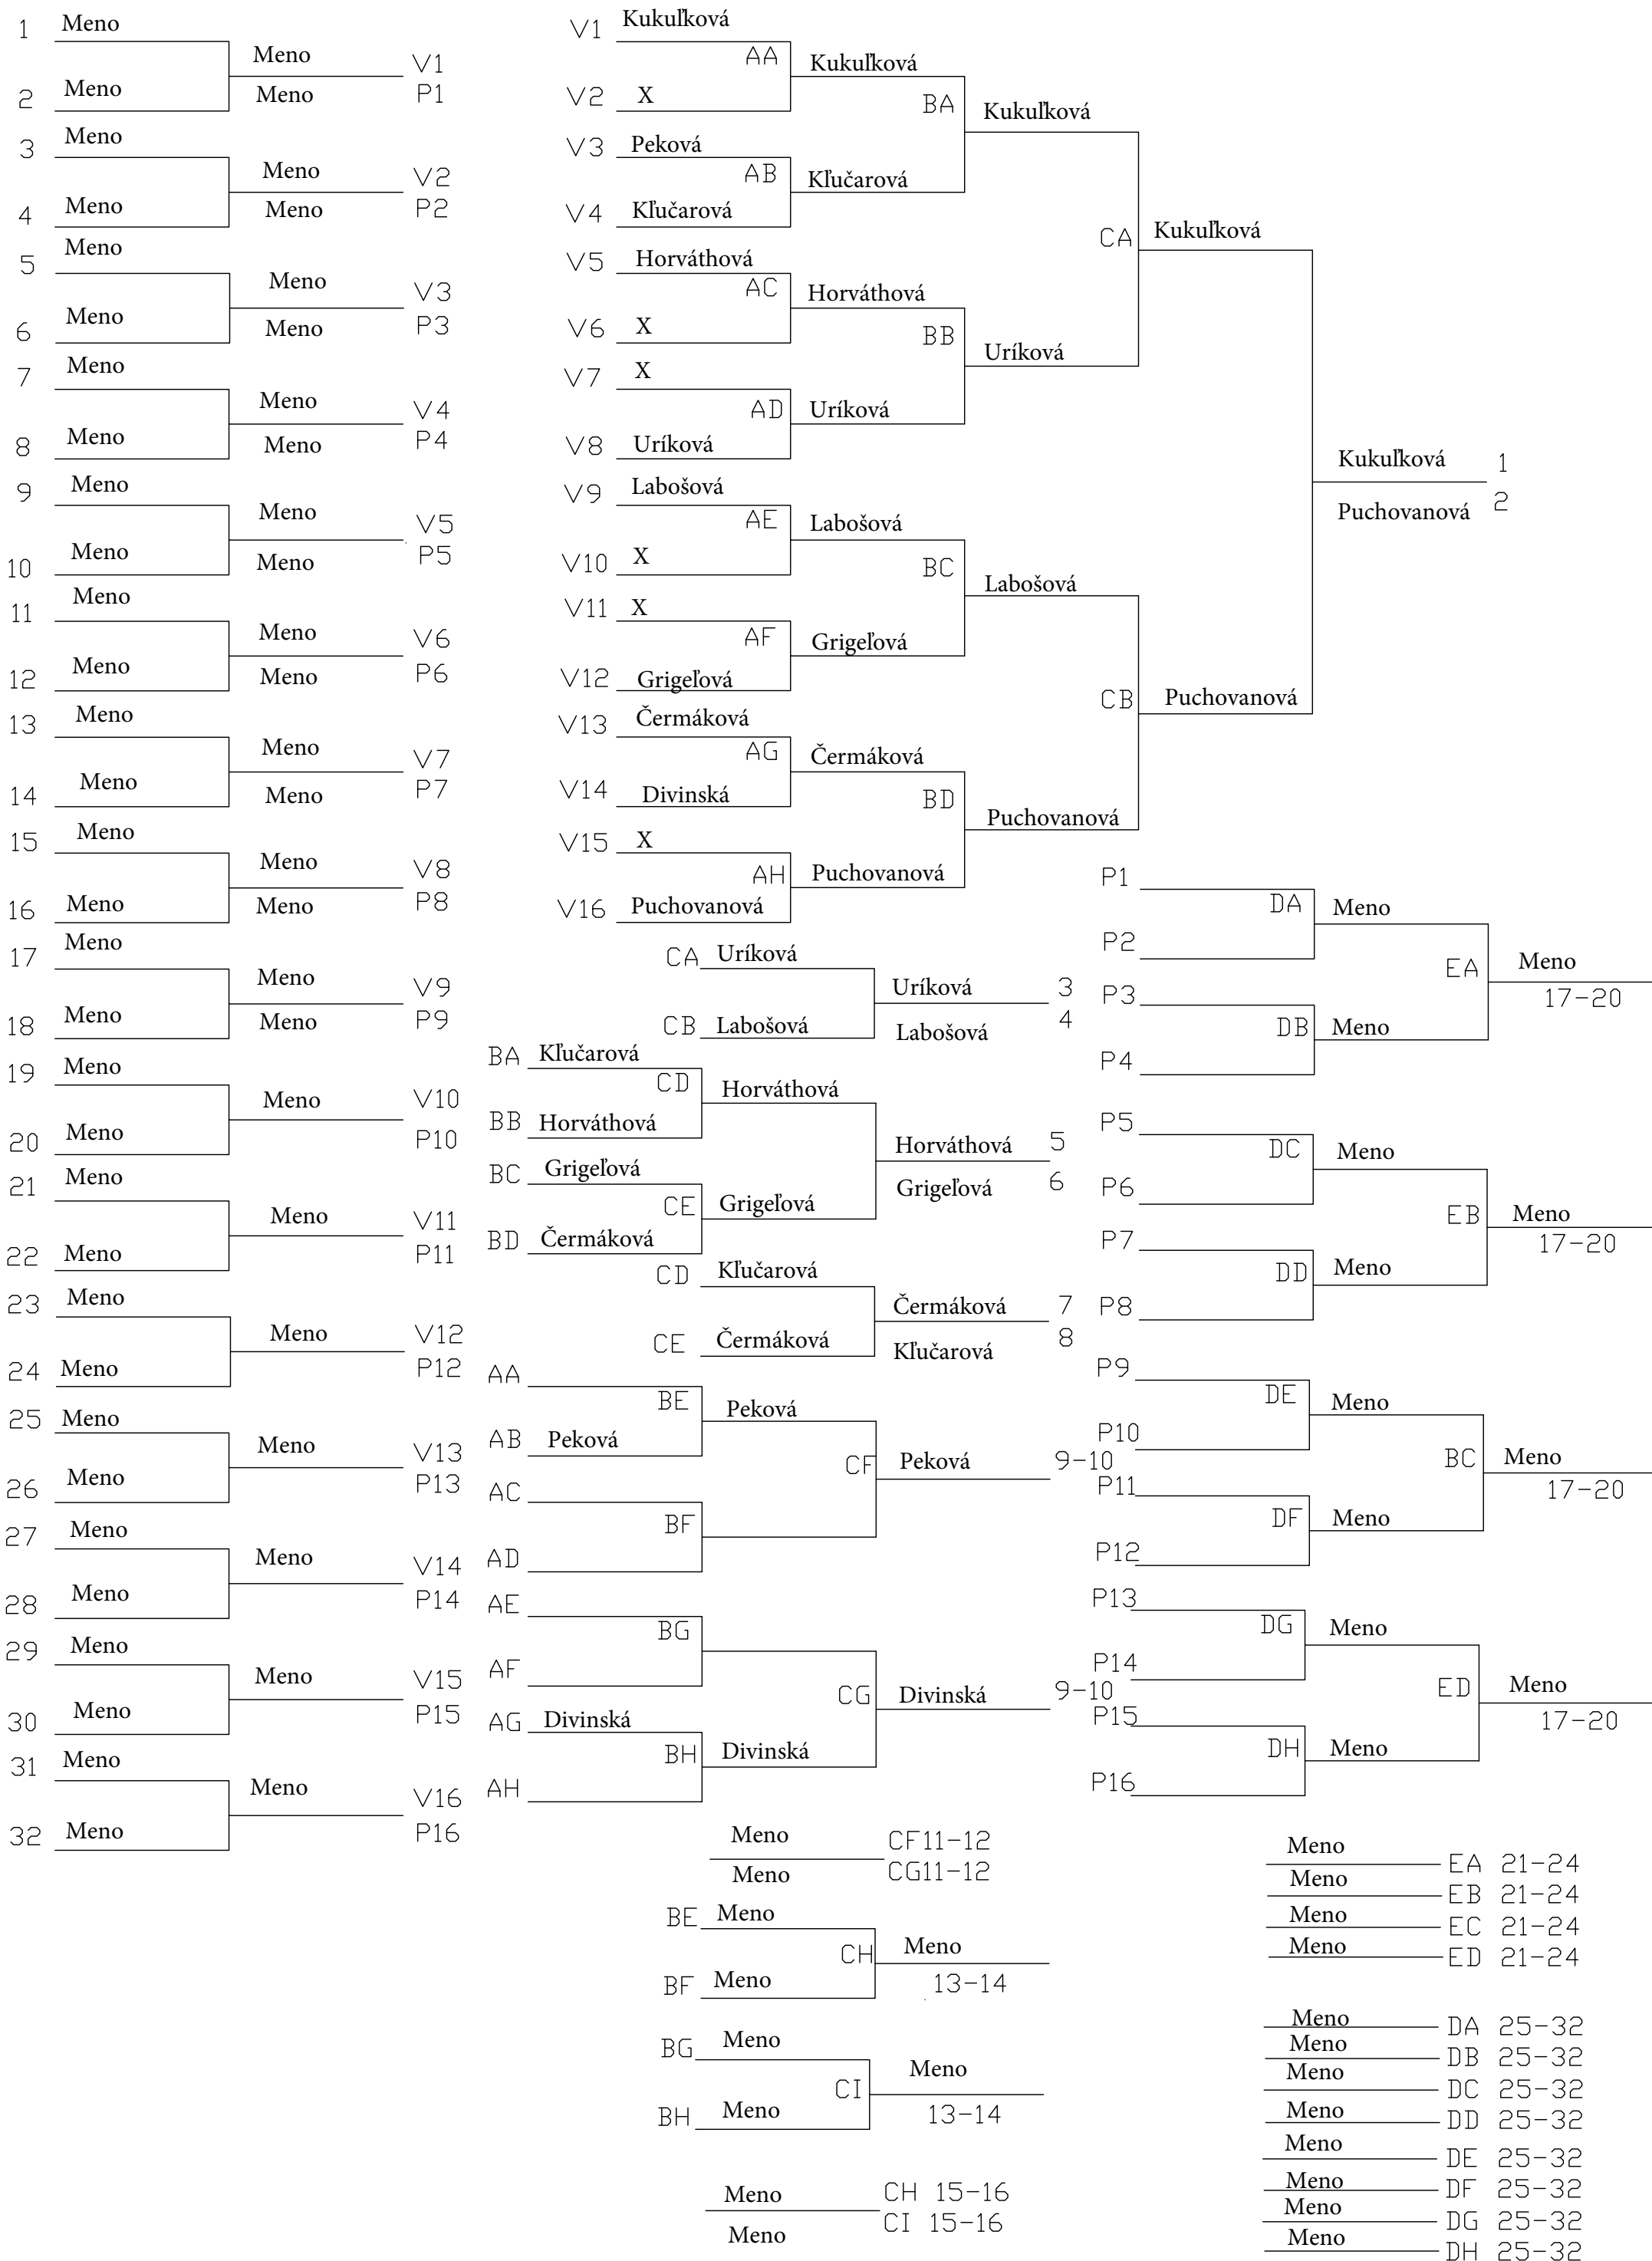 1 Meno
Meno V1
2 Meno
Meno P1
3 Meno
Meno V2
4 Meno
Meno P2
5 Meno
Meno V3
6 Meno
Meno P3
7 Meno
Meno V4
8 Meno
Meno P4
9 Meno
Meno V5
10 Meno
Meno P5
11 Meno
Meno V6
12 Meno
Meno P6
13 Meno
Meno V7
14 Meno
Meno P7
15 Meno
Meno V8
16 Meno
Meno P8
17 Meno
Meno V9
18 Meno
Meno P9
19 Meno
Meno V10
20 Meno
P10
21 Meno
Meno V11
22 Meno
P11
23 Meno
Meno V12
24 Meno
P12
25 Meno
Meno V13
26 Meno
P13
27 Meno
Meno V14
28 Meno
P14
29 Meno
Meno V15
30 Meno
P15
31 Meno
Meno V16
32 Meno
P16
V1 Kukuľková
AA Kukuľková
V2 X
BA Kukuľková
V3 Peková
AB Kľučarová
V4 Kľučarová
CA Kukuľková
V5 Horváthová
AC Horváthová
V6 X
BB Uríková
V7 X
AD Uríková
V8 Uríková
Kukuľková 1
Puchovanová 2
V9 Labošová
AE Labošová
V10 X
BC Labošová
V11 X
AF Grigeľová
V12 Grigeľová
CB Puchovanová
V13 Čermáková
AG Čermáková
V14 Divinská
BD Puchovanová
V15 X
AH Puchovanová
V16 Puchovanová
CA Uríková
Uríková 3
CB Labošová
Labošová 4
BA Kľučarová
CD Horváthová
BB Horváthová
Horváthová 5
BC Grigeľová
Grigeľová 6
CE Grigeľová
BD Čermáková
CD Kľučarová
Čermáková 7
CE Čermáková
Kľučarová 8
AA
BE Peková
AB Peková
CF Peková 9-10
AC
BF
AD
AE
BG
AF
CG Divinská 9-10
AG Divinská
BH Divinská
AH
Meno CF11-12
Meno CG11-12
BE Meno
CH Meno
BF Meno
13-14
BG Meno
CI Meno
BH Meno
13-14
Meno CH 15-16
Meno CI 15-16
P1
DA Meno
P2
EA Meno
17-20
P3
DB Meno
P4
P5
DC Meno
P6
EB Meno
17-20
P7
DD Meno
P8
P9
DE Meno
P10
BC Meno
17-20
P11
DF Meno
P12
P13
DG Meno
P14
ED Meno
17-20
P15
DH Meno
P16
Meno EA 21-24
Meno EB 21-24
Meno EC 21-24
Meno ED 21-24
Meno DA 25-32
Meno DB 25-32
Meno DC 25-32
Meno DD 25-32
Meno DE 25-32
Meno DF 25-32
Meno DG 25-32
Meno DH 25-32